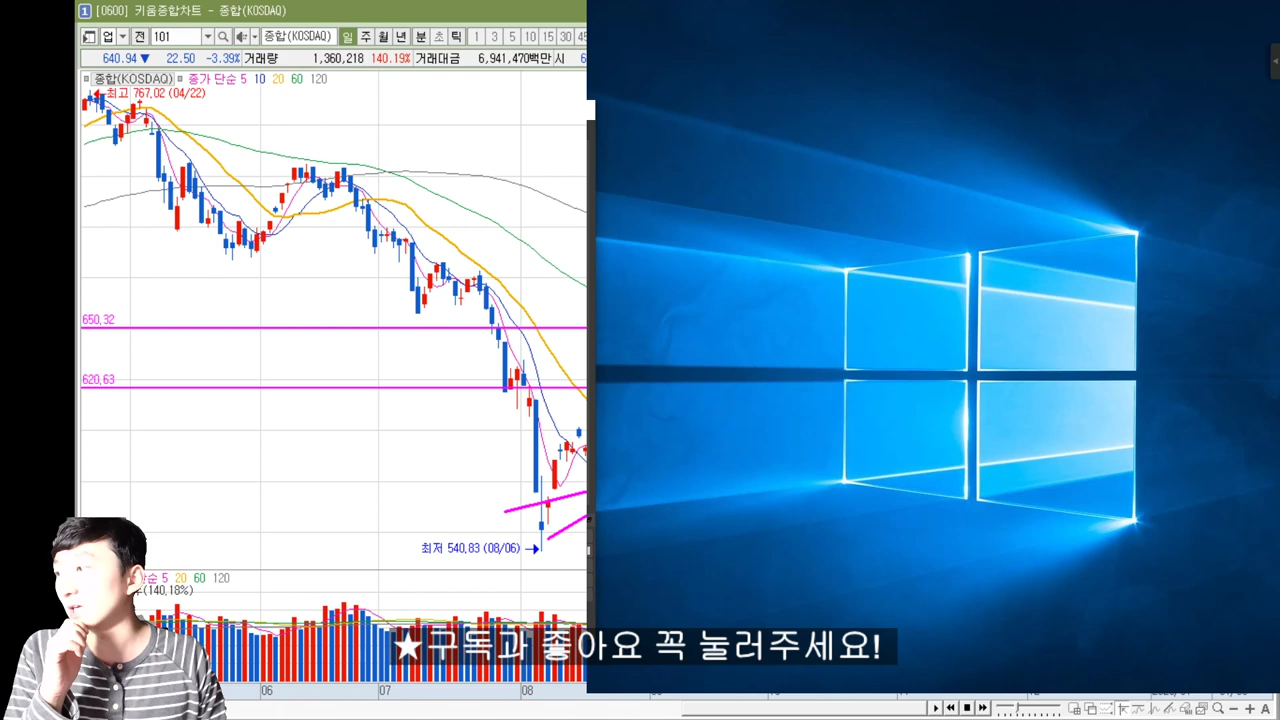 1 [0600] 키움종합차트 - 종합(KOSDAQ)
업 전 101 종합(KOSDAQ) 일 주 월 년 분 초 틱 1 3 5 10 15 30 45
640.94▼ 22.50 -3.39% 거래량 1,360,218 140.19% 거래대금 6,941,470백만 시 6
종합(KOSDAQ) 종가 단순 5 10 20 60 120
최고 767.02 (04/22)
650.32
620.63
최저 540.83 (08/06)
단순 5 20 60 120
(140.18%)
★구독과 좋아요 꼭 눌러주세요!
06 07 08
A